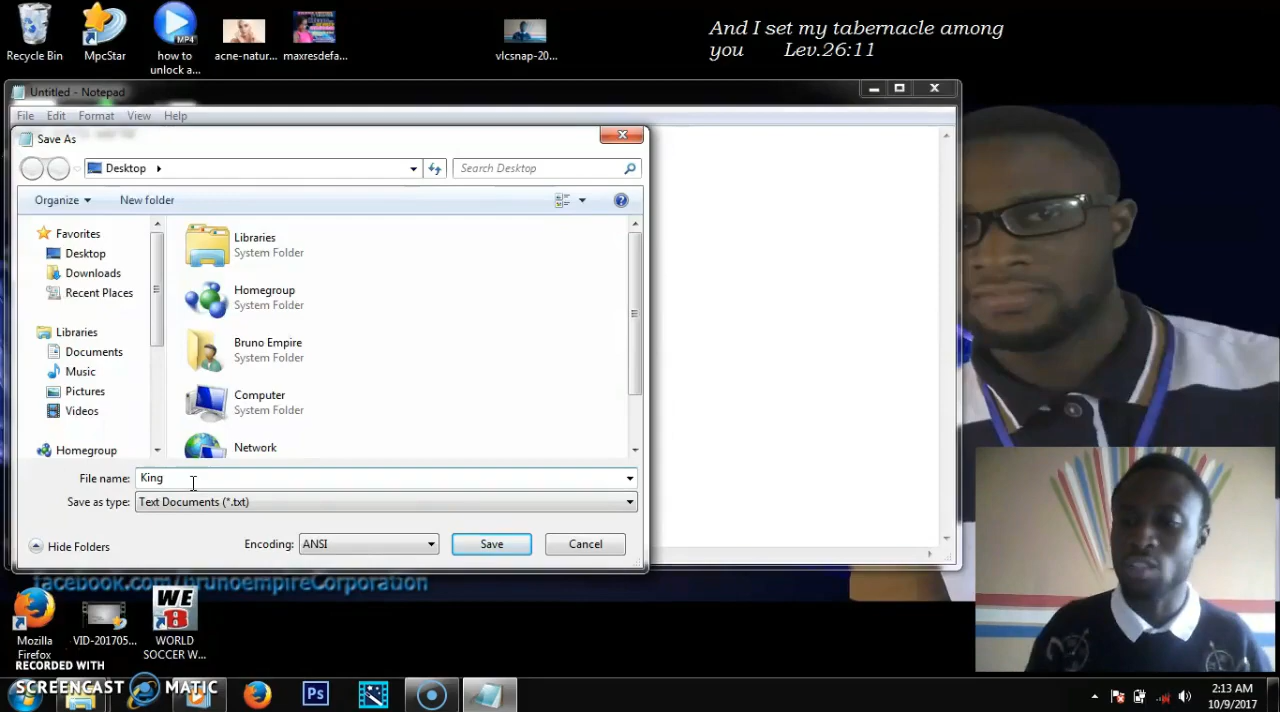 And I set my tabernacle among
you Lev.26:11
Recycle Bin
MpcStar
how to
unlock a...
acne-natur...
maxresdefa...
vlcsnap-20...
MP4
Untitled - Notepad
File Edit Format View Help
Save As
Desktop
Search Desktop
Organize New folder
Favorites
Desktop
Downloads
Recent Places
Libraries
Documents
Music
Pictures
Videos
Homegroup
Libraries
System Folder
Homegroup
System Folder
Bruno Empire
System Folder
Computer
System Folder
Network
File name: King
Save as type: Text Documents (*.txt)
Hide Folders Encoding: ANSI Save Cancel
facebook.com/brunoempireCorporation
Mozilla
Firefox
VID-201705...
WE
8
WORLD
SOCCER W...
RECORDED WITH
SCREENCAST MATIC
Ps
2:13 AM
10/9/2017